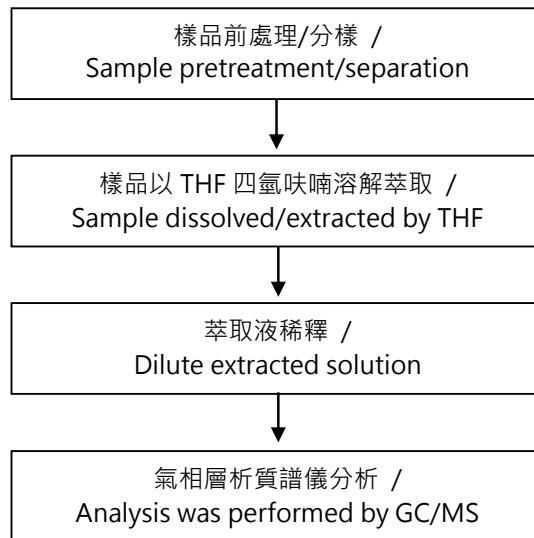 樣品前處理/分樣 /
Sample pretreatment/separation
樣品以 THF 四氫呋喃溶解萃取 /
Sample dissolved/extracted by THF
萃取液稀釋 /
Dilute extracted solution
氣相層析質譜儀分析 /
Analysis was performed by GC/MS